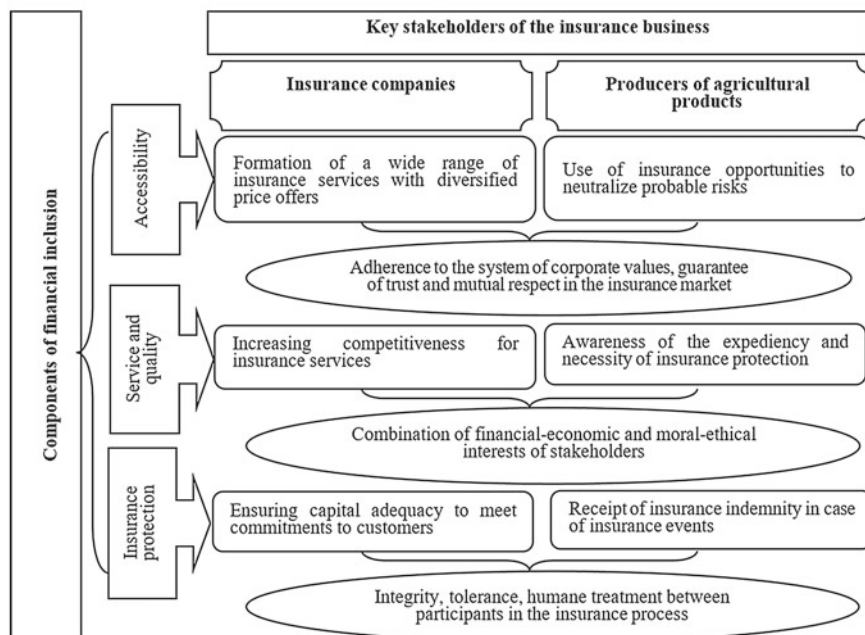 Key stakeholders of the insurance business
Insurance companies
Producers of agricultural
products
Components of financial inclusion
Accessibility
Formation of a wide range of
insurance services with diversified
price offers
Use of insurance opportunities to
neutralize probable risks
Adherence to the system of corporate values, guarantee
of trust and mutual respect in the insurance market
Service and
quality
Increasing competitiveness for
insurance services
Awareness of the expediency and
necessity of insurance protection
Combination of financial-economic and moral-ethical
interests of stakeholders
Insurance
protection
Ensuring capital adequacy to meet
commitments to customers
Receipt of insurance indemnity in case
of insurance events
Integrity, tolerance, humane treatment between
participants in the insurance process